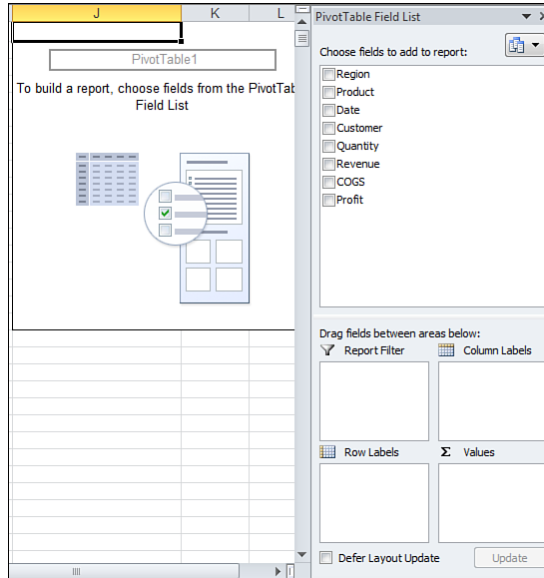 J K L
PivotTable1
To build a report, choose fields from the PivotTab
Field List
PivotTable Field List
Choose fields to add to report:
Region
Product
Date
Customer
Quantity
Revenue
COGS
Profit
Drag fields between areas below:
Report Filter
Column Labels
Row Labels
Σ Values
Defer Layout Update
Update